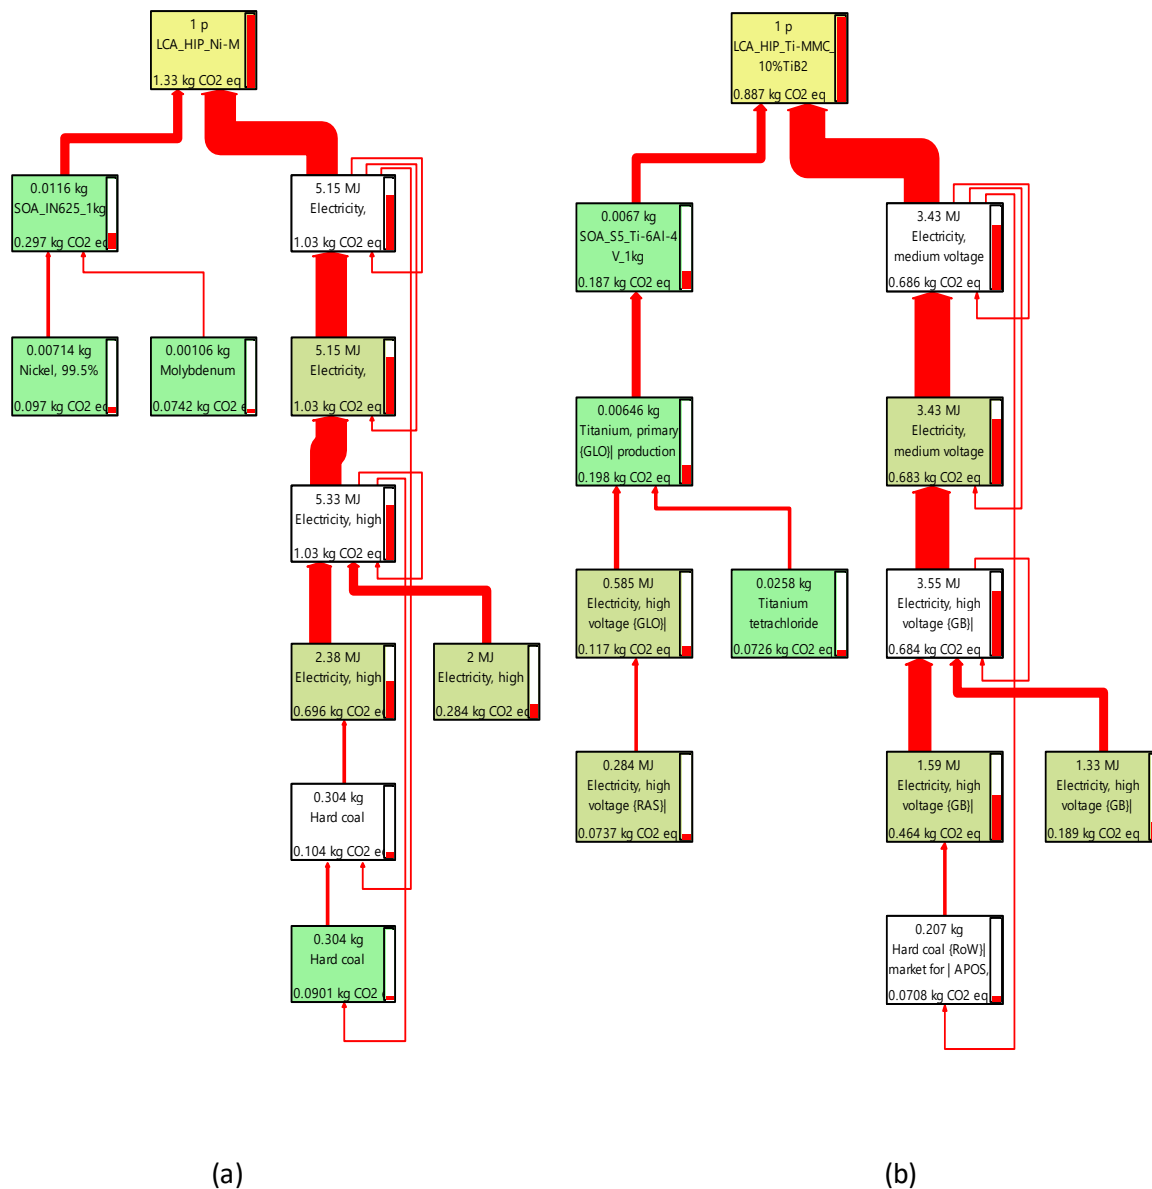 1 p
LCA_HIP_Ni-M
1.33 kg CO2 eq
0.0116 kg
SOA_IN625_1kg
0.297 kg CO2 eq
5.15 MJ
Electricity,
1.03 kg CO2 eq
0.00714 kg
Nickel, 99.5%
0.097 kg CO2 eq
0.00106 kg
Molybdenum
0.0742 kg CO2 e
5.15 MJ
Electricity,
1.03 kg CO2 eq
5.33 MJ
Electricity, high
1.03 kg CO2 eq
2.38 MJ
Electricity, high
0.696 kg CO2 eq
2 MJ
Electricity, high
0.284 kg CO2 eq
0.304 kg
Hard coal
0.104 kg CO2 eq
0.304 kg
Hard coal
0.0901 kg CO2 e
(a)
1 p
LCA_HIP_Ti-MMC_
10%TiB2
0.887 kg CO2 eq
0.0067 kg
SOA_S5_Ti-6Al-4
V_1kg
0.187 kg CO2 eq
3.43 MJ
Electricity,
medium voltage
0.686 kg CO2 eq
0.00646 kg
Titanium, primary
{GLO}| production
0.198 kg CO2 eq
3.43 MJ
Electricity,
medium voltage
0.683 kg CO2 eq
0.585 MJ
Electricity, high
voltage {GLO}|
0.117 kg CO2 eq
0.0258 kg
Titanium
tetrachloride
0.0726 kg CO2 eq
3.55 MJ
Electricity, high
voltage {GB}|
0.684 kg CO2 eq
0.284 MJ
Electricity, high
voltage {RAS}|
0.0737 kg CO2 eq
1.59 MJ
Electricity, high
voltage {GB}|
0.464 kg CO2 eq
1.33 MJ
Electricity, high
voltage {GB}|
0.189 kg CO2 eq
0.207 kg
Hard coal {RoW}|
market for | APOS,
0.0708 kg CO2 eq
(b)